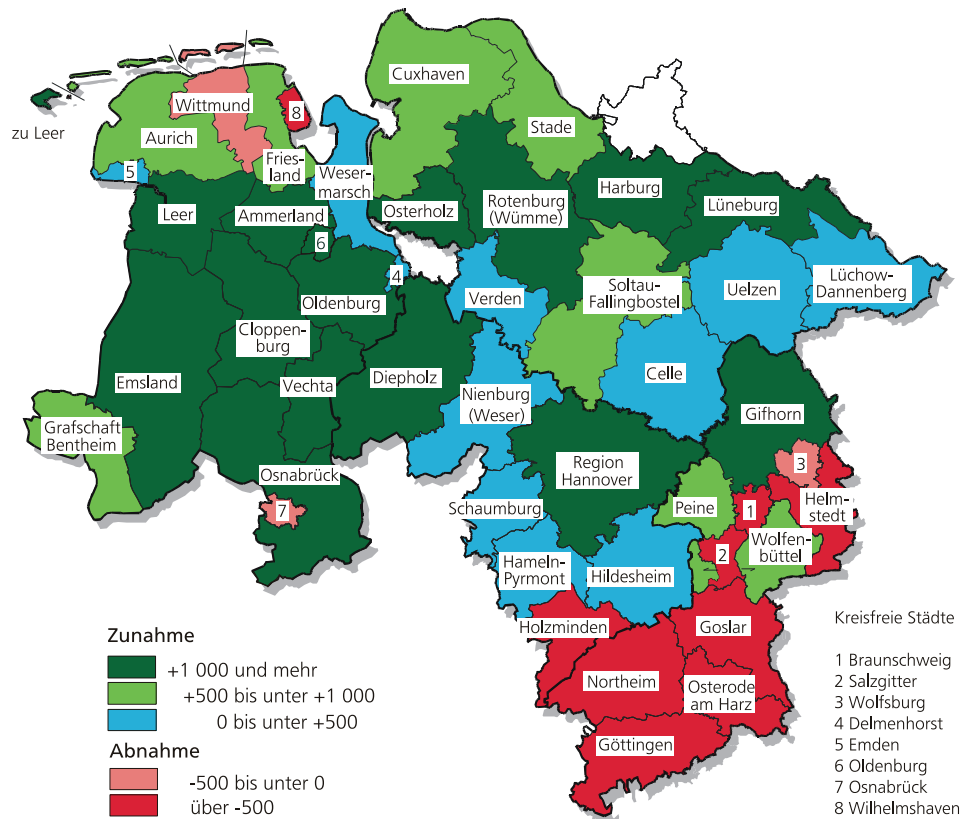 Cuxhaven
Wittmund
8
zu Leer
Aurich
Stade
5
Fries-
land
Weser-
marsch
Leer
Ammerland
Osterholz
Rotenburg
(Wümme)
Harburg
Lüneburg
6
4
Oldenburg
Verden
Soltau-
Fallingbostel
Uelzen
Lüchow-
Dannenberg
Cloppen-
burg
Emsland
Vechta
Diepholz
Nienburg
(Weser)
Celle
Gifhorn
Grafschaft
Bentheim
Osnabrück
7
Region
Hannover
3
Helm-
stedt
Schaumburg
Peine
1
Wolfen-
büttel
2
Hameln-
Pyrmont
Hildesheim
Holzminden
Goslar
Northeim
Osterode
am Harz
Göttingen
Zunahme
+1 000 und mehr
+500 bis unter +1 000
0 bis unter +500
Abnahme
-500 bis unter 0
über -500
Kreisfreie Städte
1 Braunschweig
2 Salzgitter
3 Wolfsburg
4 Delmenhorst
5 Emden
6 Oldenburg
7 Osnabrück
8 Wilhelmshaven